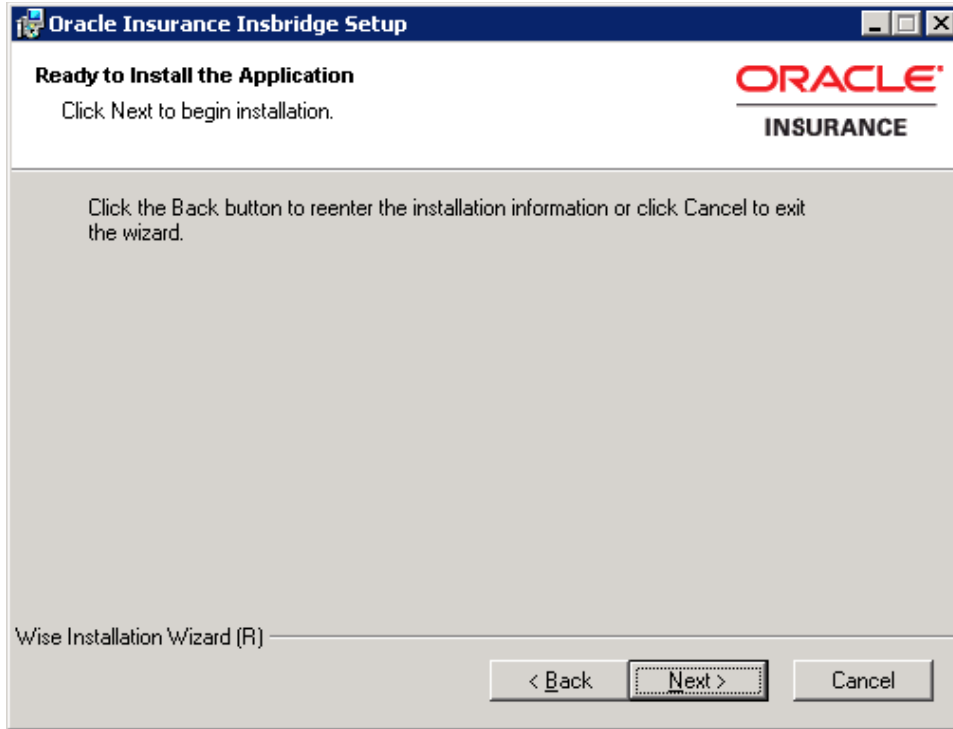 Oracle Insurance Insbridge Setup
Ready to Install the Application
Click Next to begin installation.
ORACLE
INSURANCE
Click the Back button to reenter the installation information or click Cancel to exit
the wizard.
Wise Installation Wizard (R)
< Back
Next >
Cancel